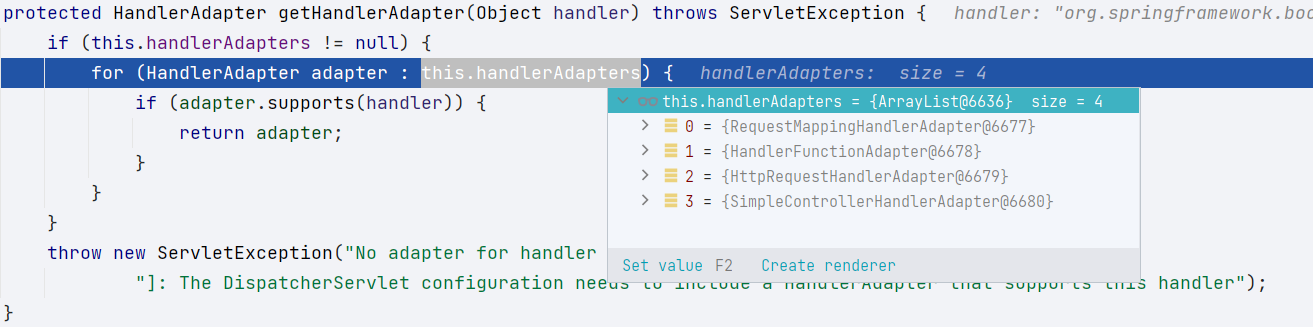 protected HandlerAdapter getHandlerAdapter(Object handler) throws ServletException { handler: "org.springframework.boo
if (this.handlerAdapters != null) {
for (HandlerAdapter adapter : this.handlerAdapters) { handlerAdapters: size = 4
this.handlerAdapters = {ArrayList@6636} size = 4
if (adapter.supports(handler)) {
0 = {RequestMappingHandlerAdapter@6677}
return adapter;
1 = {HandlerFunctionAdapter@6678}
}
2 = {HttpRequestHandlerAdapter@6679}
}
3 = {SimpleControllerHandlerAdapter@6680}
}
throw new ServletException("No adapter for handler
Set value F2 Create renderer
"]: The DispatcherServlet configuration needs to include a HandlerAdapter that supports this handler");
}